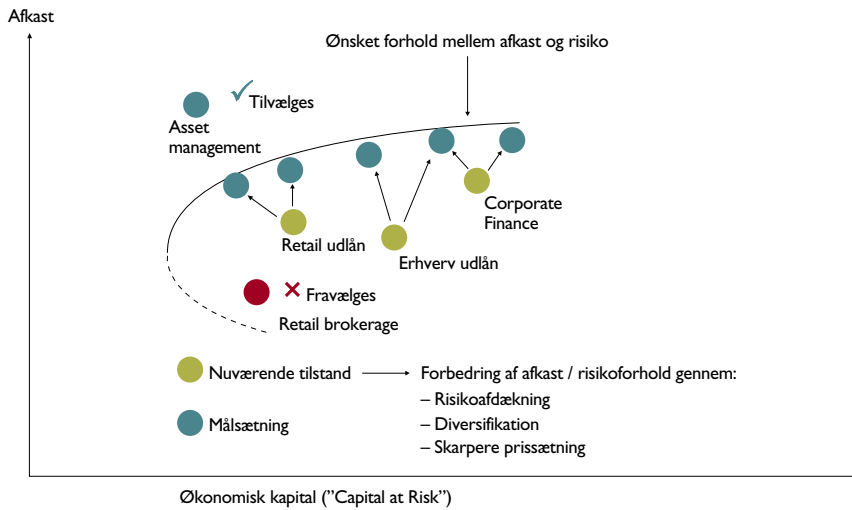 Afkast
Ønsket forhold mellem afkast og risiko
Tilvælges
Asset
management
Corporate
Finance
Retail udlån
Erhverv udlån
Fravælges
Retail brokerage
Nuværende tilstand
Forbedring af afkast / risikoforhold gennem:
– Risikoafdækning
– Diversifikation
– Skarpere prissætning
Målsætning
Økonomisk kapital (”Capital at Risk”)